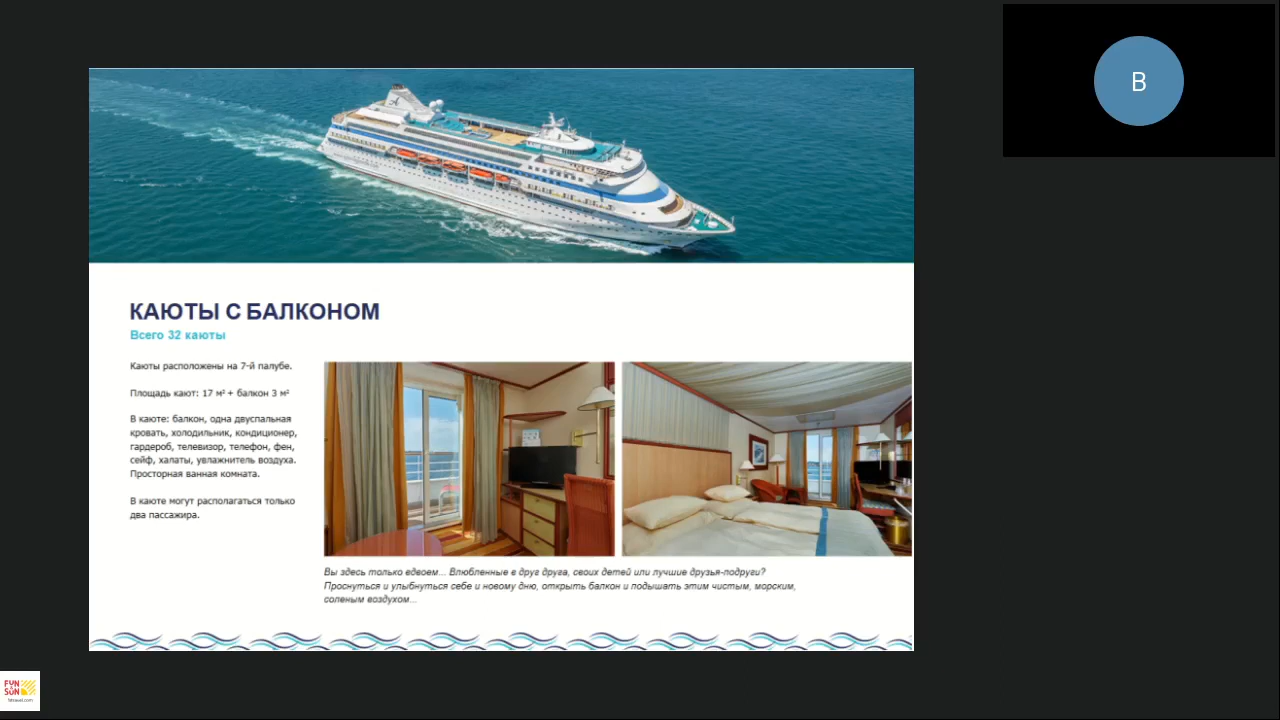 В
КАЮТЫ С БАЛКОНОМ
Всего 32 каюты
Каюты расположены на 7-й палубе.
Площадь кают: 17 м² + балкон 3 м²
В каюте: балкон, одна двуспальная
кровать, холодильник, кондиционер,
гардероб, телевизор, телефон, фен,
сейф, халаты, увлажнитель воздуха.
Просторная ванная комната.
В каюте могут располагаться только
два пассажира.
Вы здесь только вдвоем... Влюбленные в друг друга, своих детей или лучшие друзья-подруги?
Проснуться и улыбнуться себе и новому дню, открыть балкон и подышать этим чистым, морским,
соленым воздухом...
FUN
SUN
fstravel.com